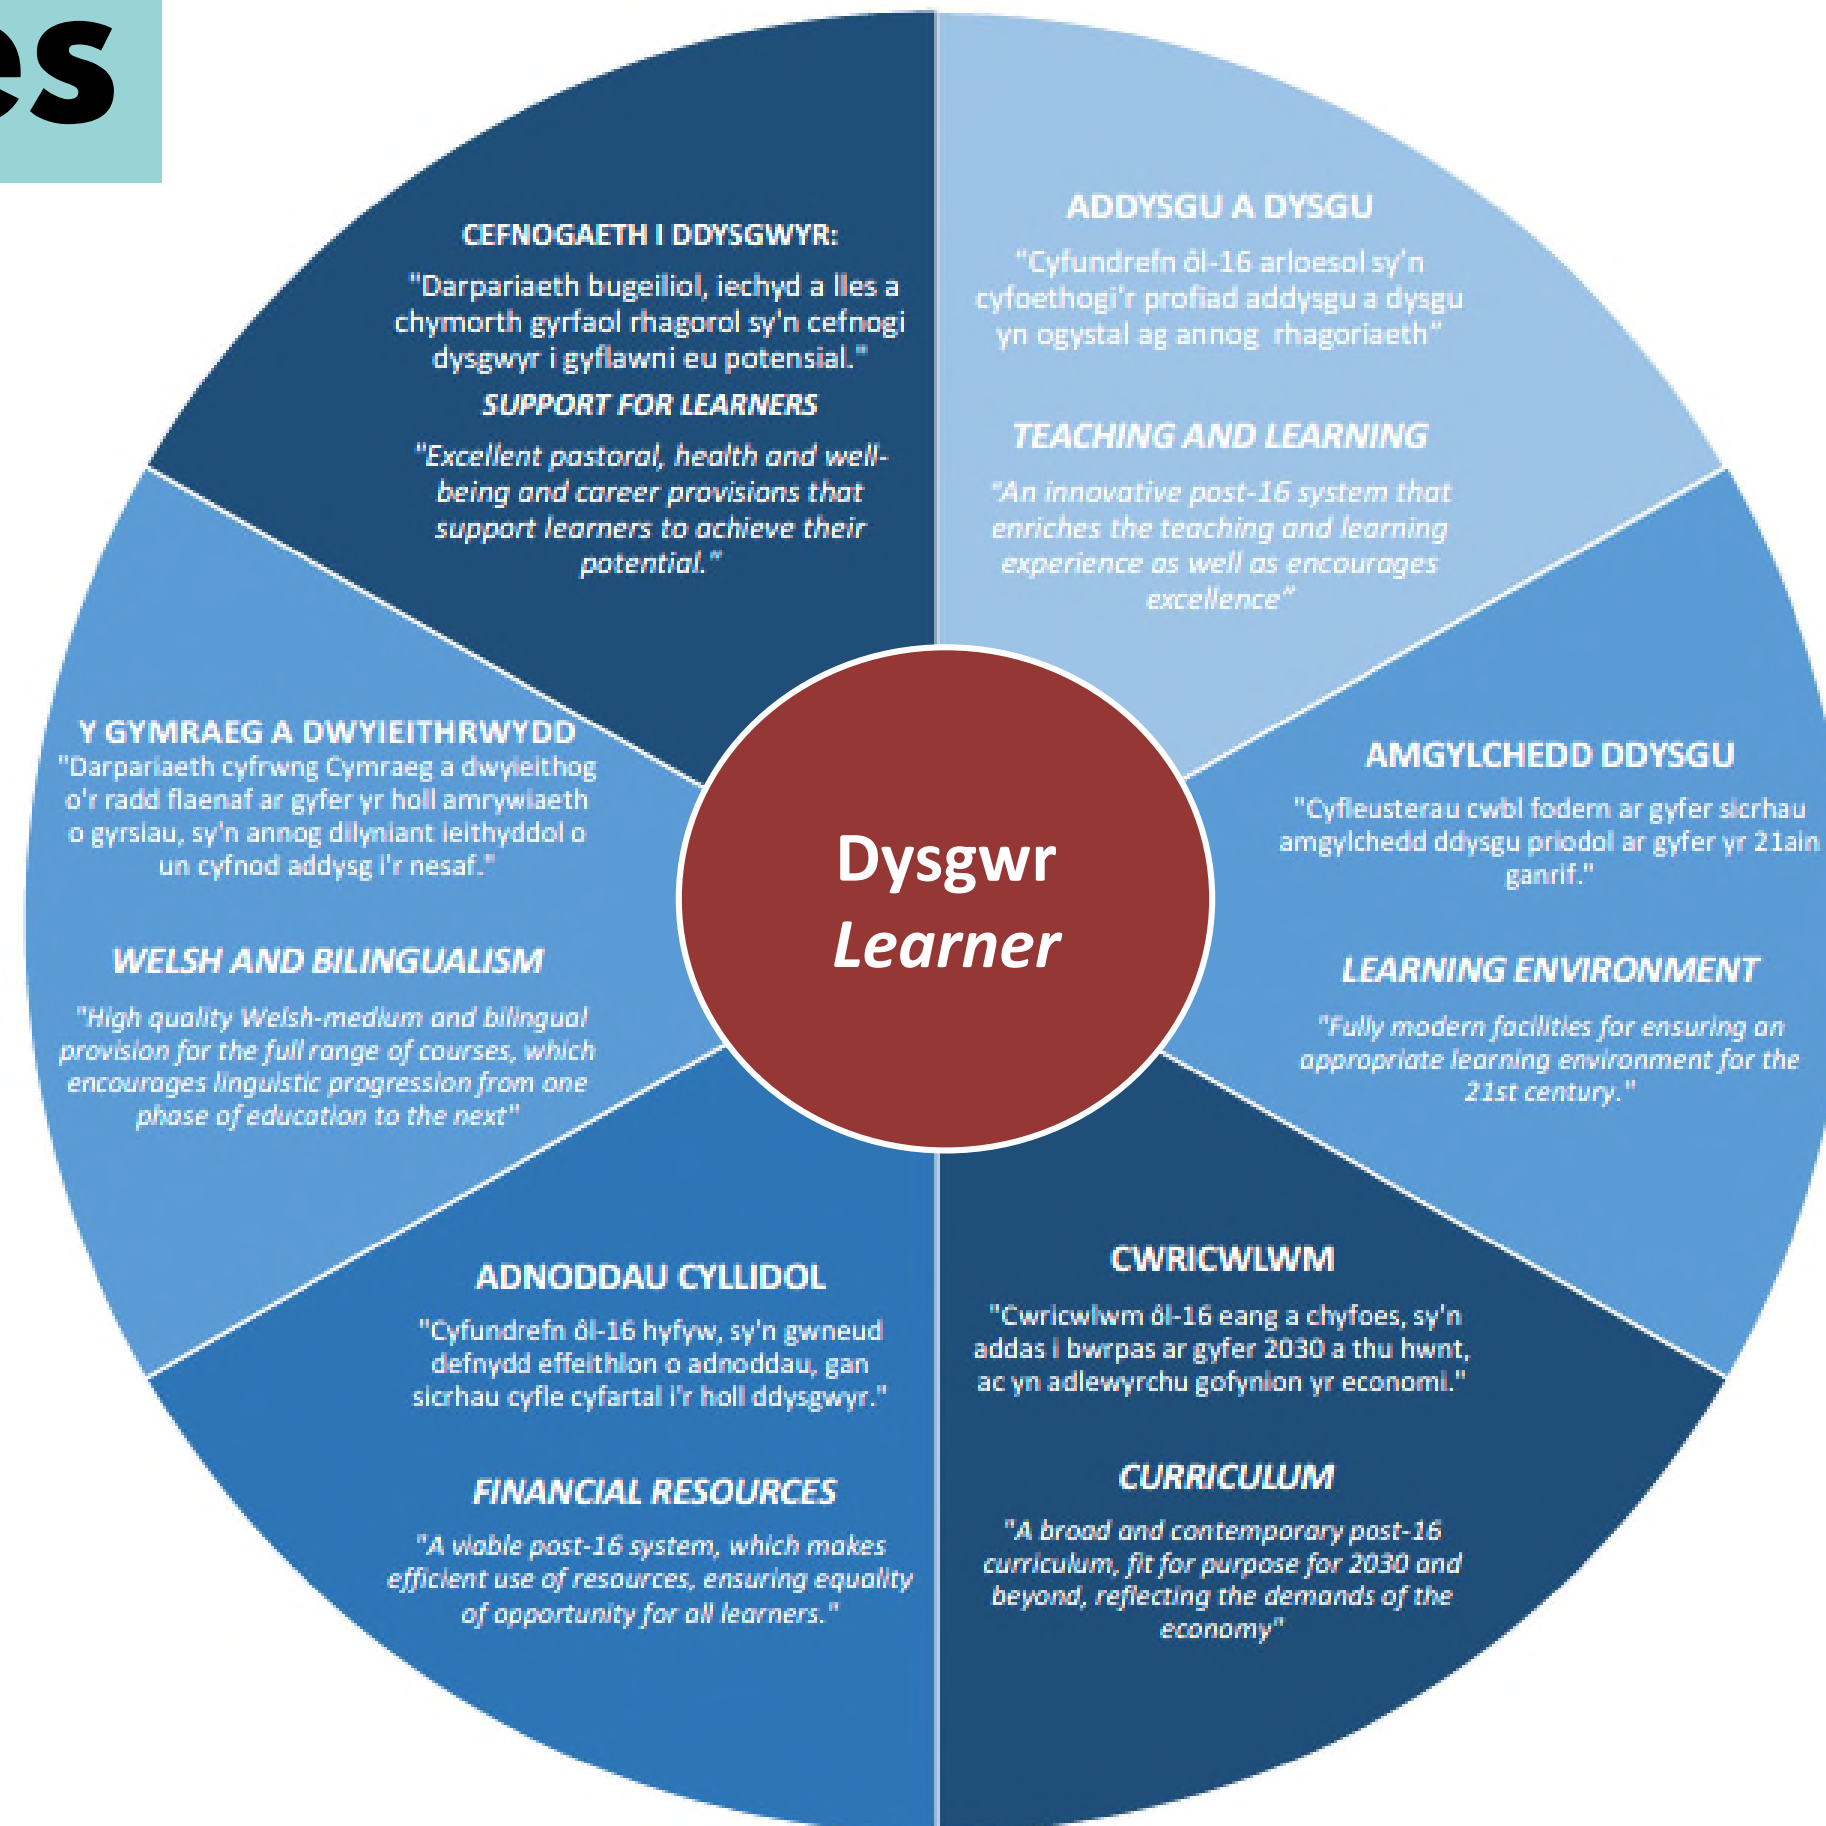 es
CEFNOGAETH I DDYSGWYR:
"Darpariaeth bugeiliol, iechyd a lles a
chymorth gyrfaol rhagorol sy'n cefnogi
dysgwyr i gyflawni eu potensial."
SUPPORT FOR LEARNERS
"Excellent pastoral, health and well-
being and career provisions that
support learners to achieve their
potential."
ADDYSGU A DYSGU
"Cyfundrefn ôl-16 arloesol sy'n
cyfoethogi'r profiad addysgu a dysgu
yn ogystal ag annog rhagoriaeth"
TEACHING AND LEARNING
"An innovative post-16 system that
enriches the teaching and learning
experience as well as encourages
excellence"
Y GYMRAEG A DWYIEITHRWYDD
"Darpariaeth cyfrwng Cymraeg a dwyieithog
o'r radd flaenaf ar gyfer yr holl amrywiaeth
o gyrsiau, sy'n annog dilyniant ieithyddol o
un cyfnod addysg i'r nesaf."
WELSH AND BILINGUALISM
"High quality Welsh-medium and bilingual
provision for the full range of courses, which
encourages linguistic progression from one
phase of education to the next"
Dysgwr
Learner
AMGYLCHEDD DDYSGU
"Cyfleusterau cwbl fodern ar gyfer sicrhau
amgylchedd ddysgu priodol ar gyfer yr 21ain
ganrif."
LEARNING ENVIRONMENT
"Fully modern facilities for ensuring an
appropriate learning environment for the
21st century."
ADNODDAU CYLLIDOL
"Cyfundrefn ôl-16 hyfyw, sy'n gwneud
defnydd effeithlon o adnoddau, gan
sicrhau cyfle cyfartal i'r holl ddysgwyr."
FINANCIAL RESOURCES
"A viable post-16 system, which makes
efficient use of resources, ensuring equality
of opportunity for all learners."
CWRICWLWM
"Cwricwlwm ôl-16 eang a chyfoes, sy'n
addas i bwrpas ar gyfer 2030 a thu hwnt,
ac yn adlewyrchu gofynion yr economi."
CURRICULUM
"A broad and contemporary post-16
curriculum, fit for purpose for 2030 and
beyond, reflecting the demands of the
economy"